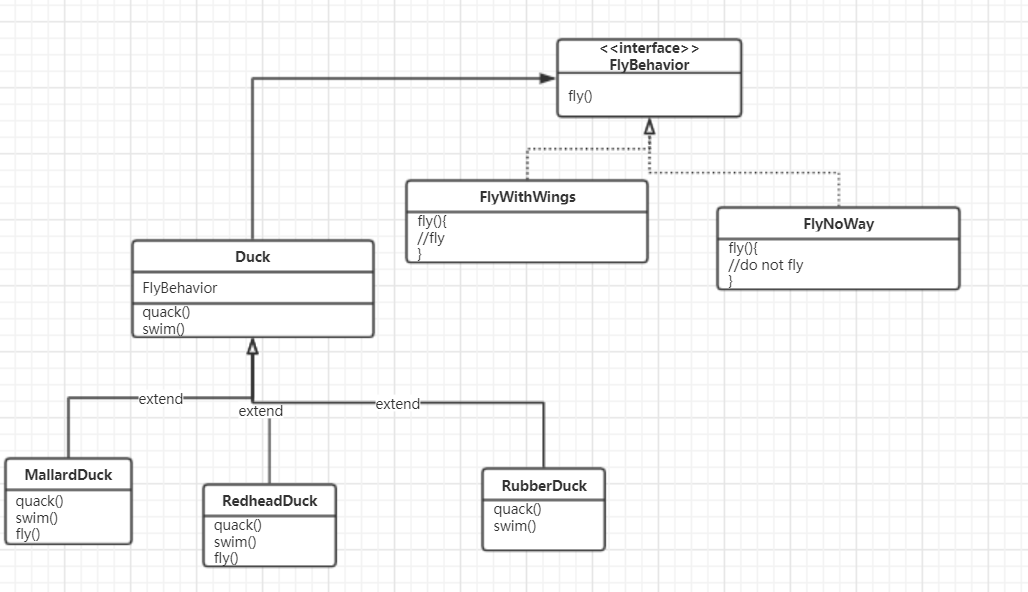 <<interface>>
FlyBehavior
fly()
FlyWithWings
fly(){
//fly
}
FlyNoWay
fly(){
//do not fly
}
Duck
FlyBehavior
quack()
swim()
extend
extend
extend
MallardDuck
quack()
swim()
fly()
RedheadDuck
quack()
swim()
fly()
RubberDuck
quack()
swim()